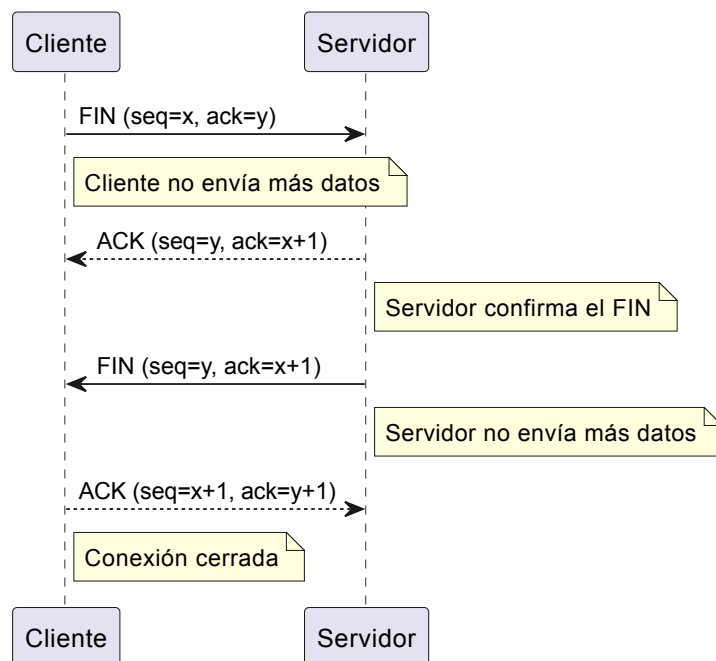 Cliente Servidor
FIN (seq=x, ack=y)
Cliente no envía más datos
ACK (seq=y, ack=x+1)
Servidor confirma el FIN
FIN (seq=y, ack=x+1)
Servidor no envía más datos
ACK (seq=x+1, ack=y+1)
Conexión cerrada
Cliente Servidor